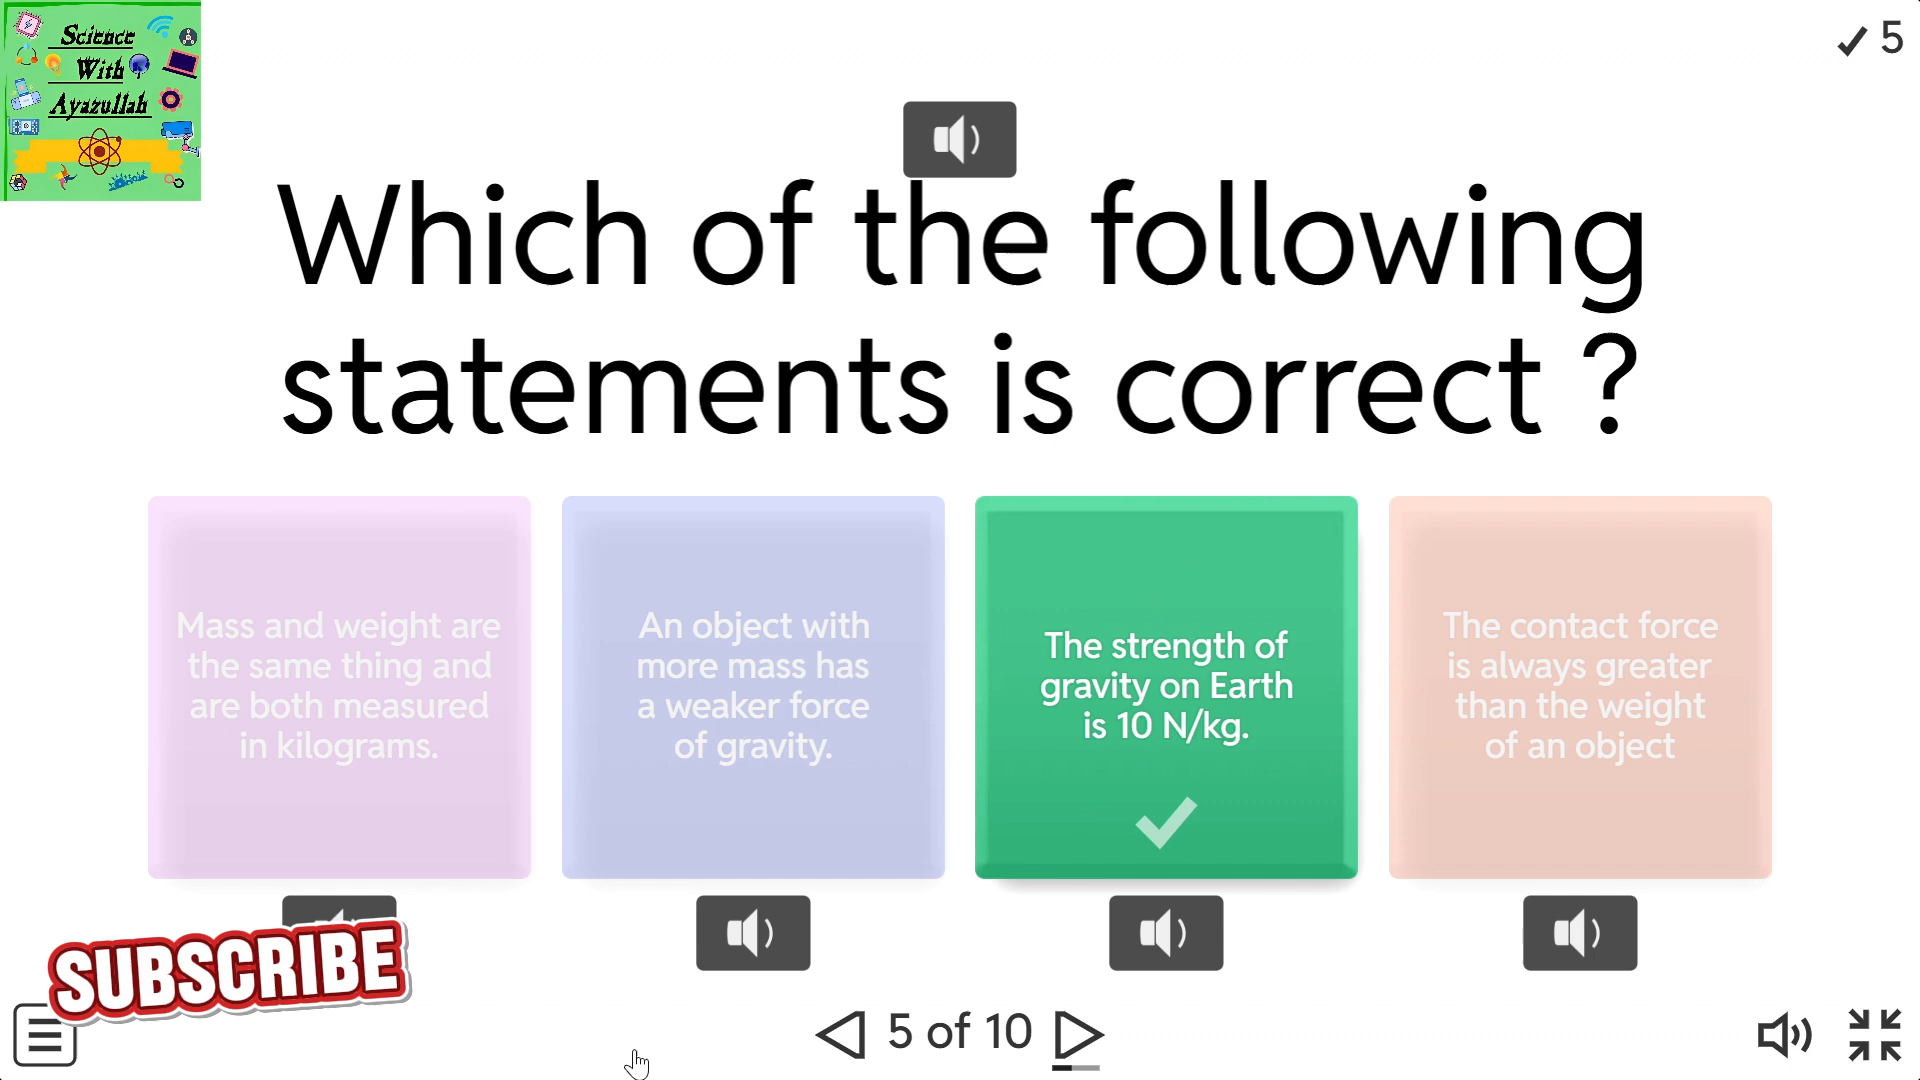 Science
With
Ayazullah
5
Which of the following
statements is correct ?
Mass and weight are
the same thing and
are both measured
in kilograms.
An object with
more mass has
a weaker force
of gravity.
The strength of
gravity on Earth
is 10 N/kg.
The contact force
is always greater
than the weight
of an object
SUBSCRIBE
5 of 10